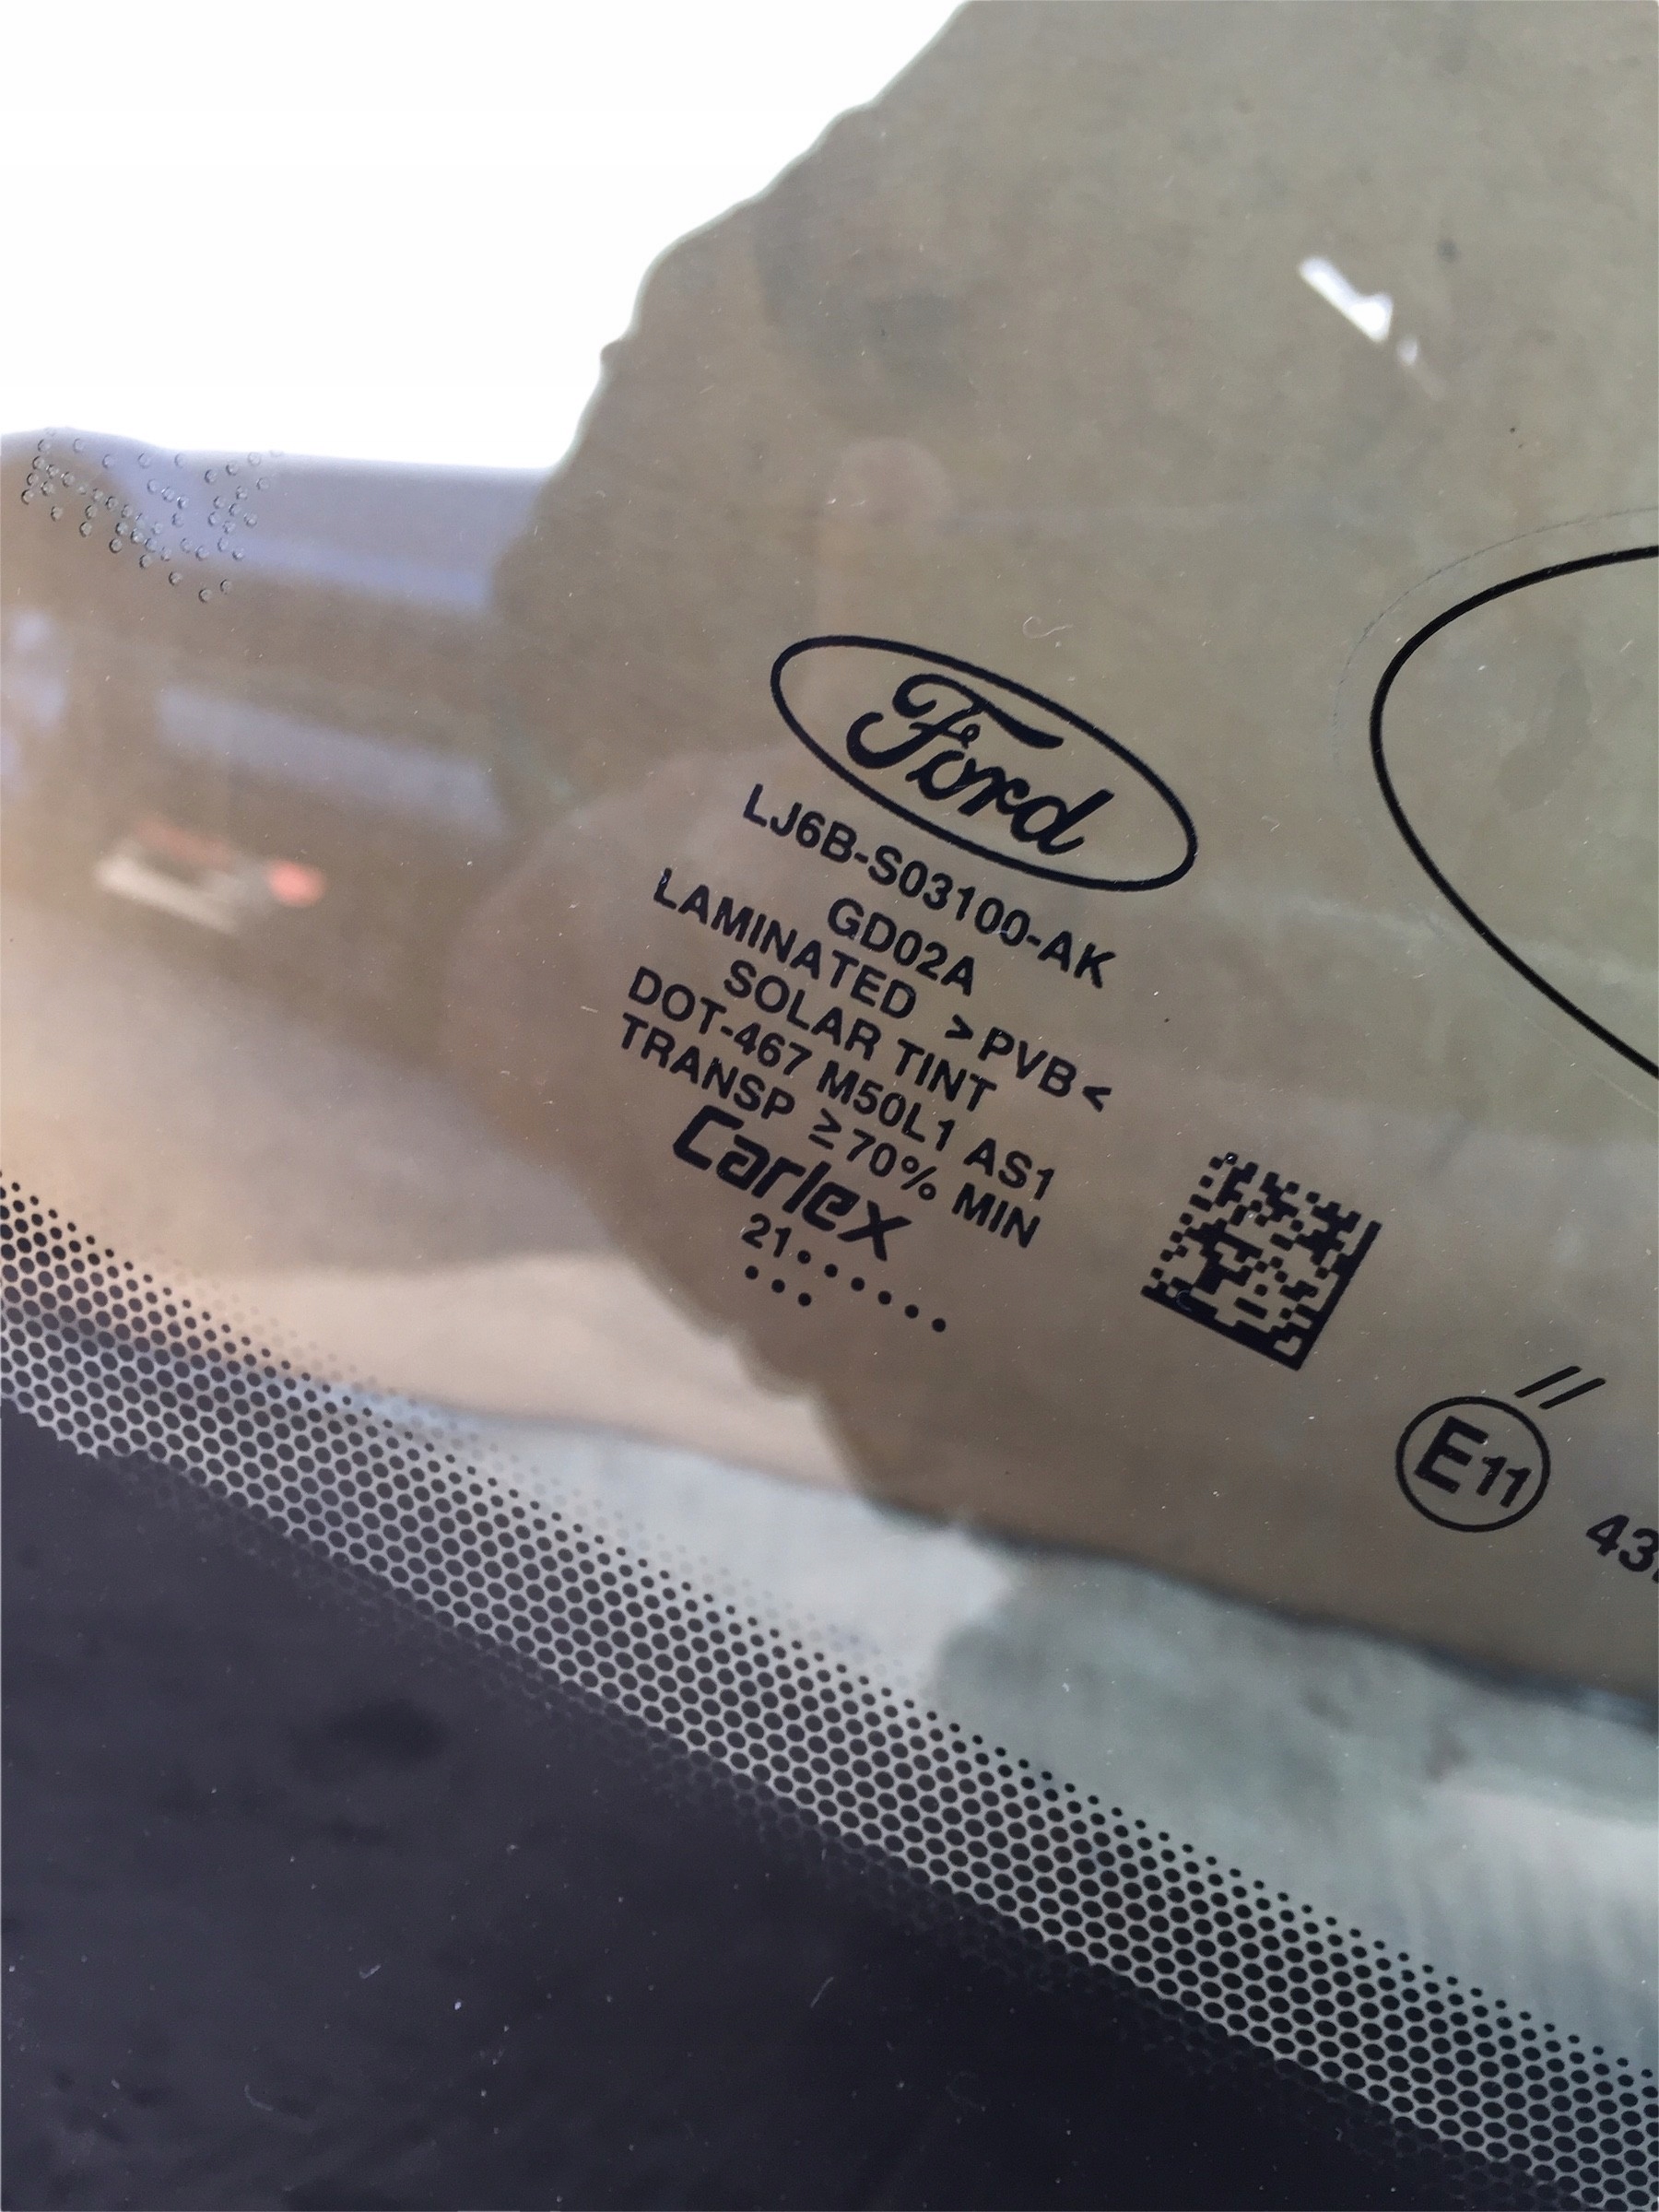 Ford
LJ6B-S03100-AK
GD02A
LAMINATED >PVB<
SOLAR TINT
DOT-467 M50L1 AS1
TRANSP ≥70% MIN
Carlex
21••••••
•••
//
E11
43